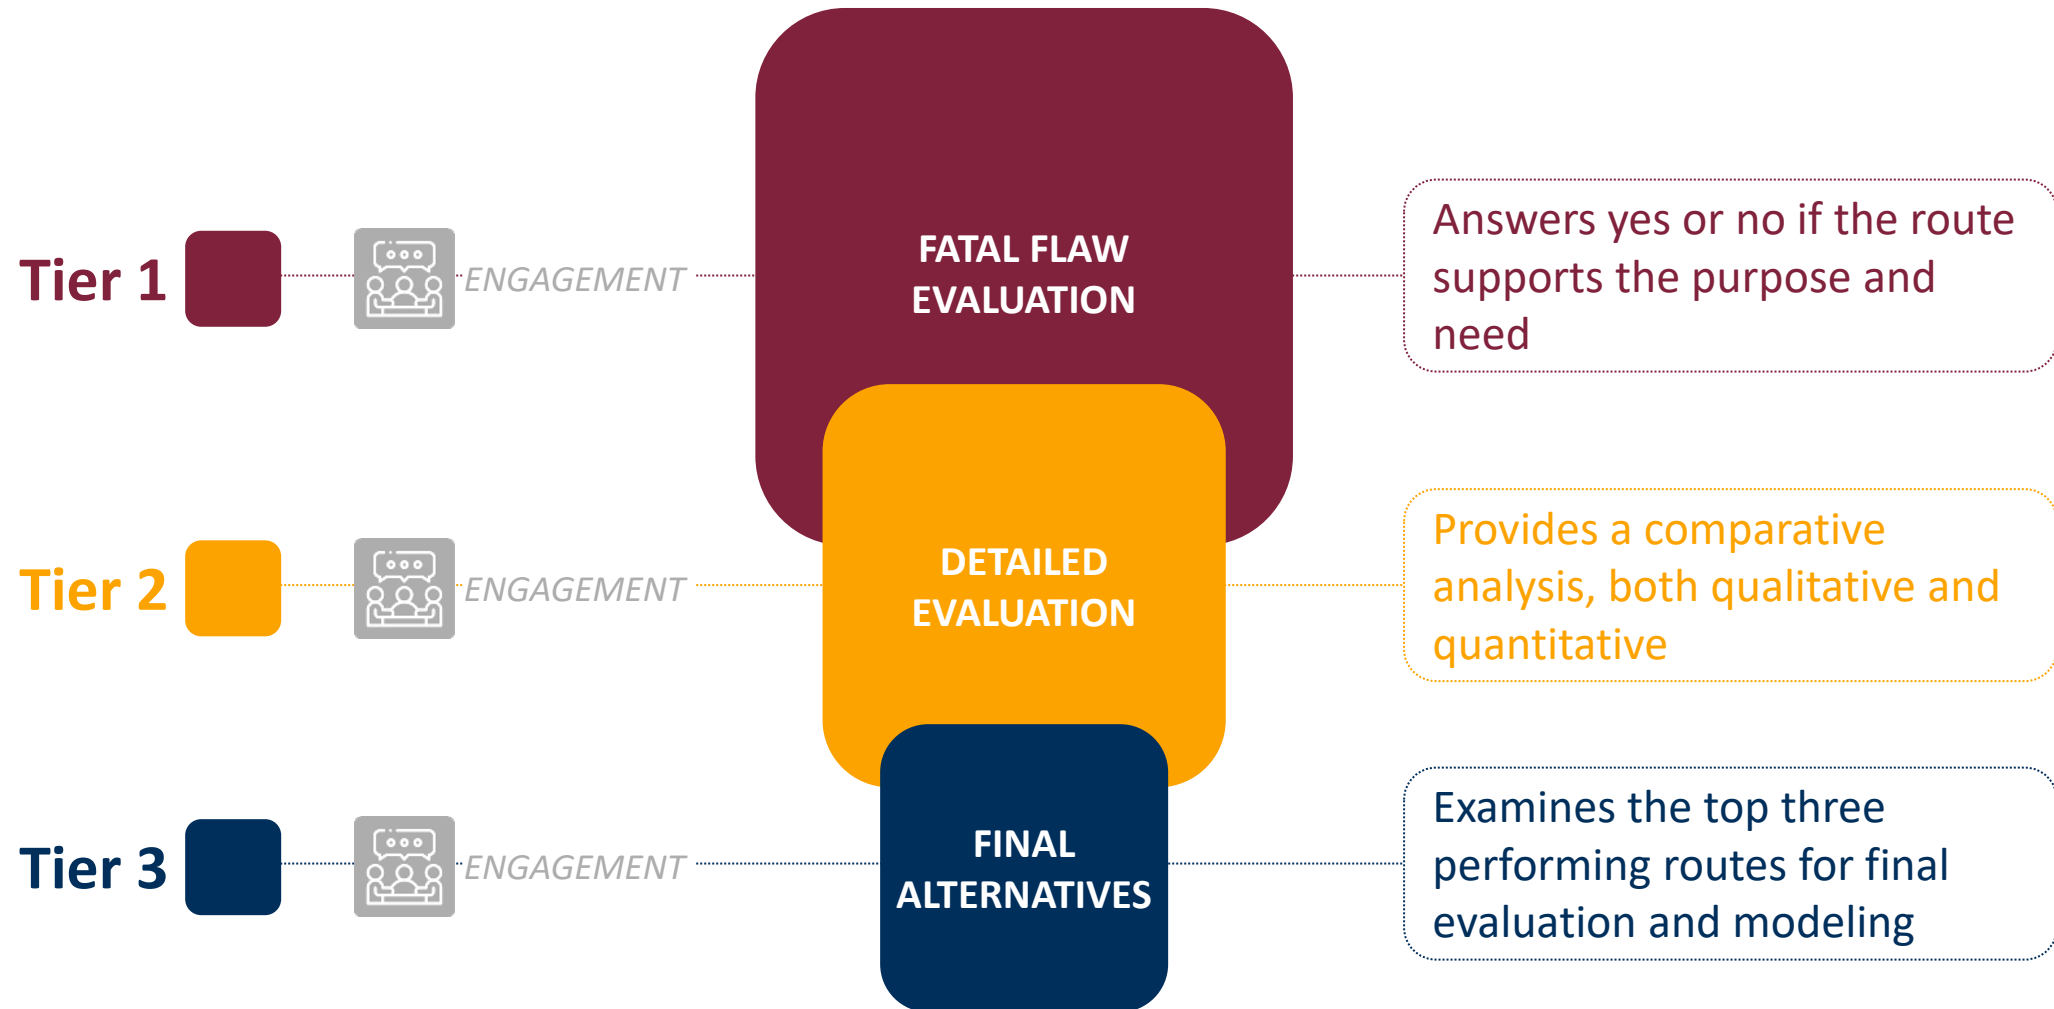 Tier 1
ENGAGEMENT
FATAL FLAW
EVALUATION
Answers yes or no if the route
supports the purpose and
need
Tier 2
ENGAGEMENT
DETAILED
EVALUATION
Provides a comparative
analysis, both qualitative and
quantitative
Tier 3
ENGAGEMENT
FINAL
ALTERNATIVES
Examines the top three
performing routes for final
evaluation and modeling